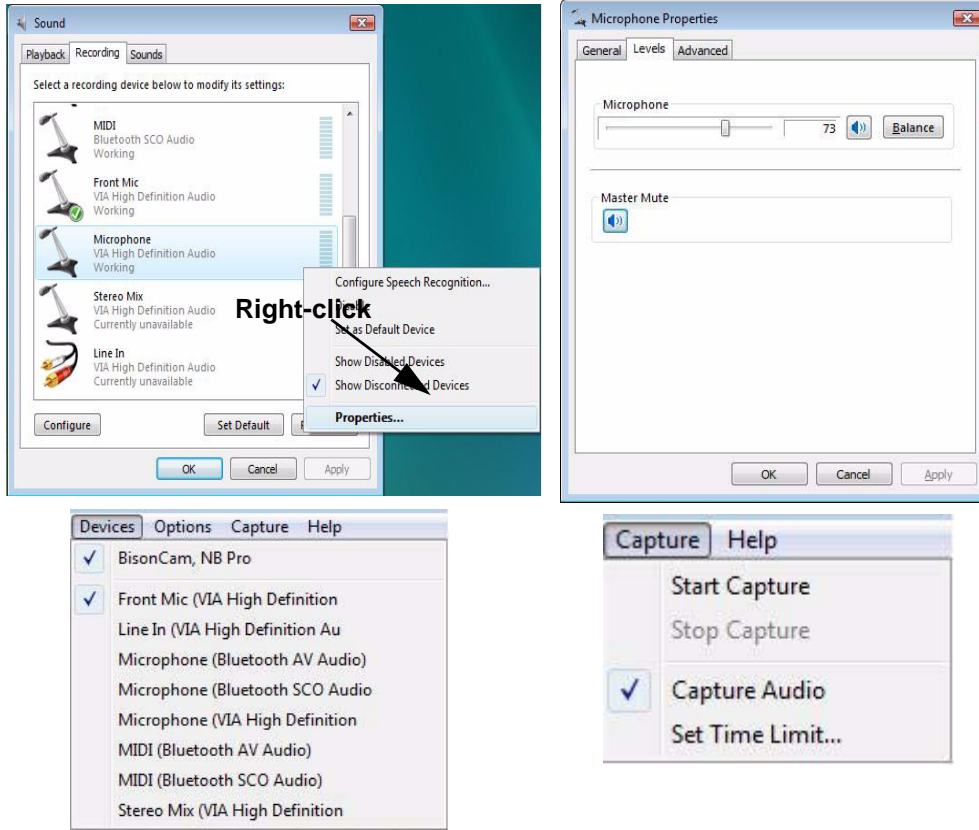 Sound
Playback Recording Sounds
Select a recording device below to modify its settings:
MIDI
Bluetooth SCO Audio
Working
Front Mic
VIA High Definition Audio
Working
Microphone
VIA High Definition Audio
Working
Stereo Mix
VIA High Definition Audio
Currently unavailable
Line In
VIA High Definition Audio
Currently unavailable
Configure Set Default
OK Cancel Apply
Configure Speech Recognition...
Right-click
Set as Default Device
Show Disabled Devices
Show Disconnected Devices
Properties...
Microphone Properties
General Levels Advanced
Microphone
73 Balance
Master Mute
OK Cancel Apply
Devices Options Capture Help
BisonCam, NB Pro
Front Mic (VIA High Definition
Line In (VIA High Definition Au
Microphone (Bluetooth AV Audio)
Microphone (Bluetooth SCO Audio
Microphone (VIA High Definition
MIDI (Bluetooth AV Audio)
MIDI (Bluetooth SCO Audio)
Stereo Mix (VIA High Definition
Capture Help
Start Capture
Stop Capture
Capture Audio
Set Time Limit...